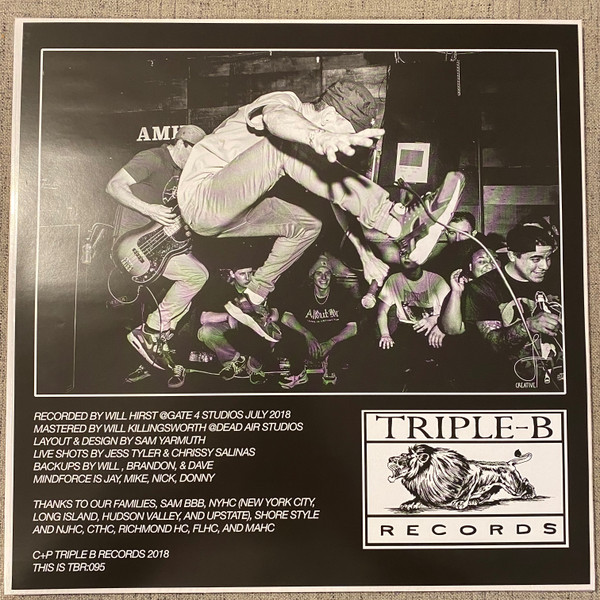 AME
CREATIVE
RECORDED BY WILL HIRST @GATE 4 STUDIOS JULY 2018
MASTERED BY WILL KILLINGSWORTH @DEAD AIR STUDIOS
LAYOUT & DESIGN BY SAM YARMUTH
LIVE SHOTS BY JESS TYLER & CHRISSY SALINAS
BACKUPS BY WILL , BRANDON, & DAVE
MINDFORCE IS JAY, MIKE, NICK, DONNY
THANKS TO OUR FAMILIES, SAM BBB, NYHC (NEW YORK CITY,
LONG ISLAND, HUDSON VALLEY, AND UPSTATE), SHORE STYLE
AND NJHC, CTHC, RICHMOND HC, FLHC, AND MAHC
C+P TRIPLE B RECORDS 2018
THIS IS TBR:095
TRIPLE-B
RECORDS